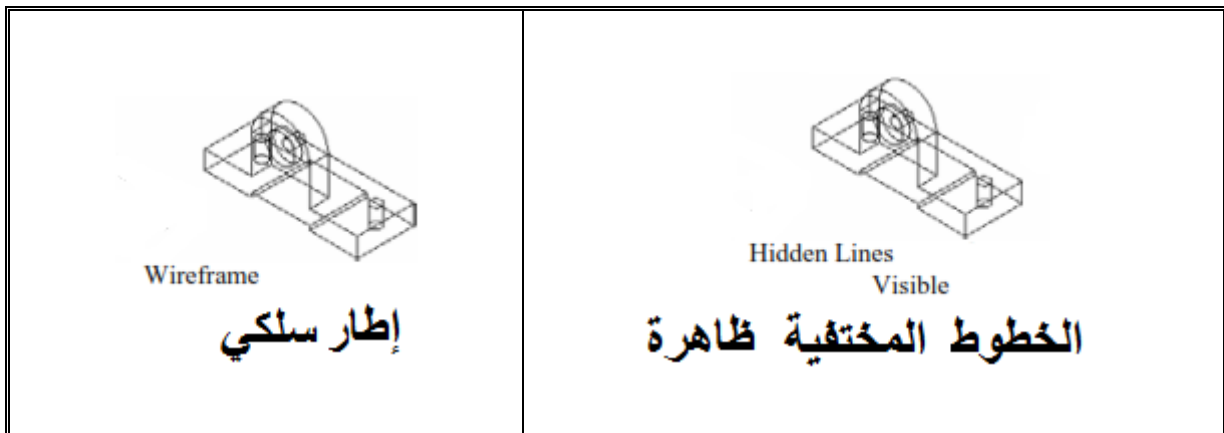 Wireframe
إطار سلكي
Hidden Lines
Visible
الخطوط المختفية ظاهرة